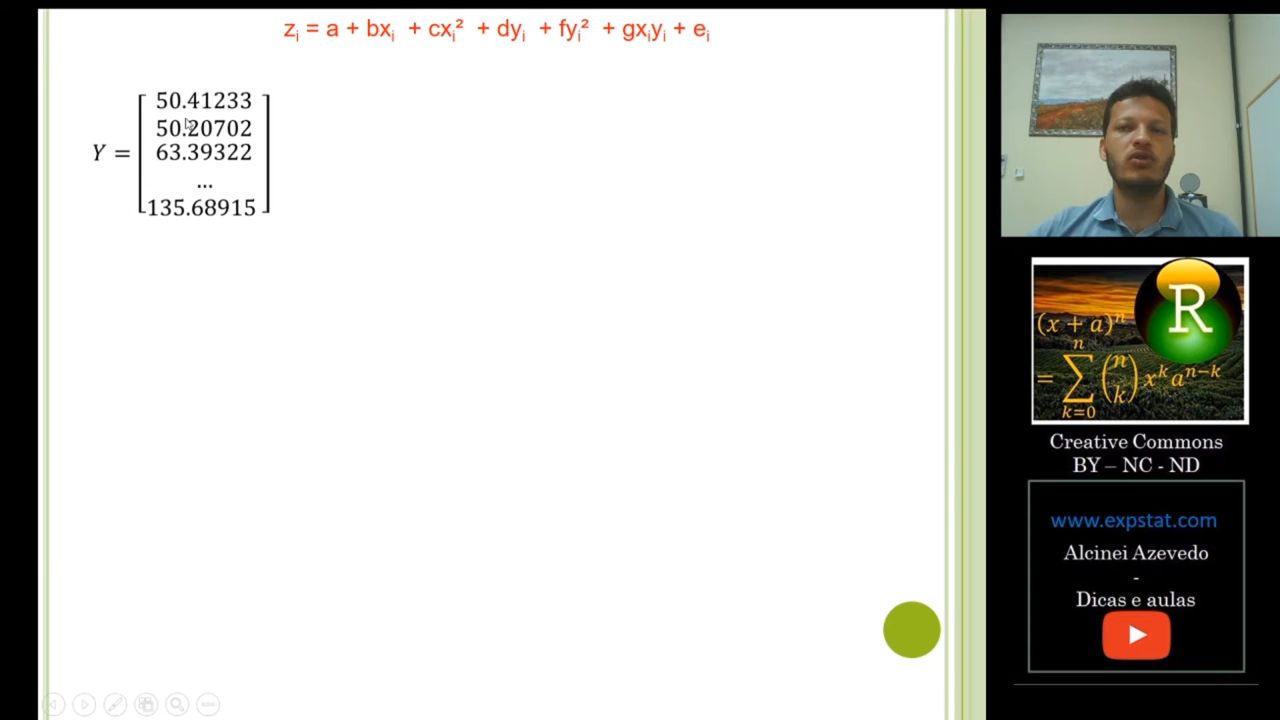 zᵢ = a + bxᵢ + cxᵢ² + dyᵢ + fyᵢ² + gxᵢyᵢ + eᵢ
50.41233
50.20702
Y = 63.39322
...
135.68915
R
(x + a)ⁿ
n
= ∑ (n k) xᵏ aⁿ⁻ᵏ
k=0
Creative Commons
BY – NC - ND
www.expstat.com
Alcinei Azevedo
-
Dicas e aulas